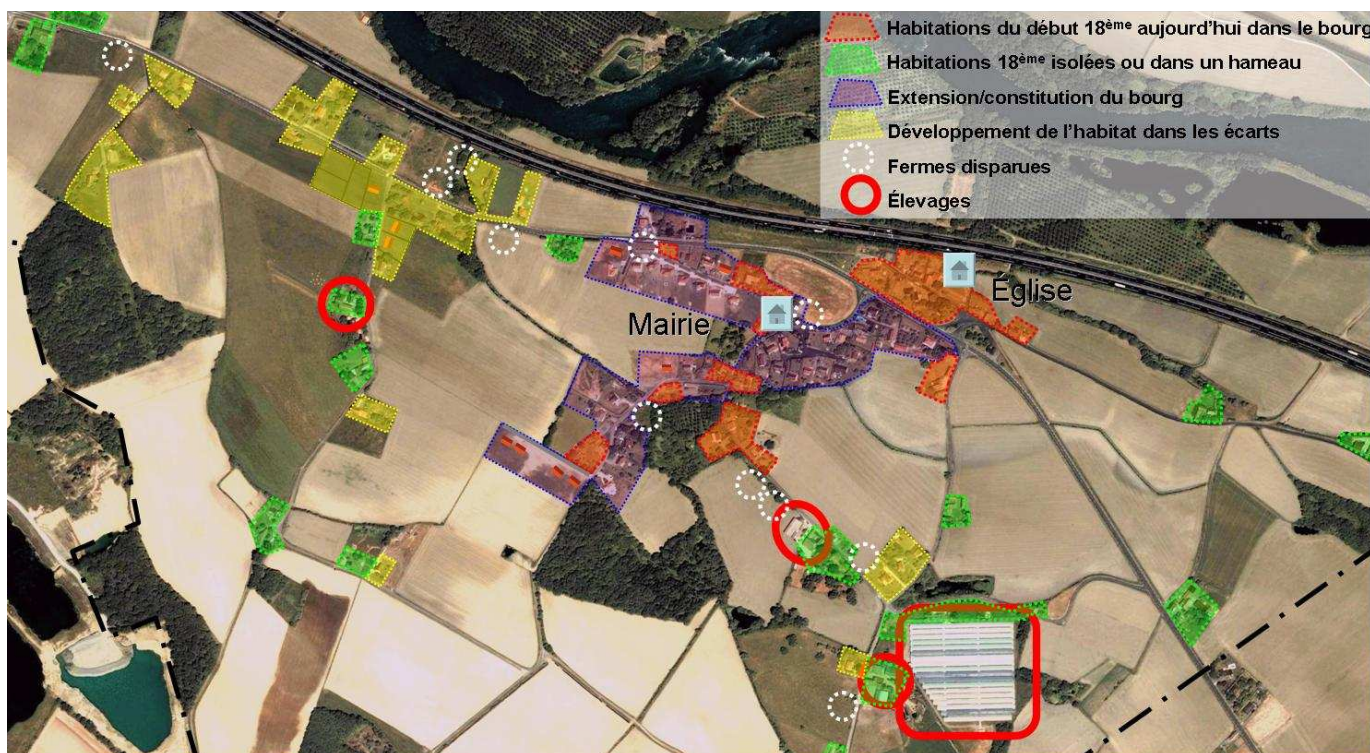 Habitations du début 18ème aujourd'hui dans le bourg
Habitations 18ème isolées ou dans un hameau
Extension/constitution du bourg
Développement de l'habitat dans les écarts
Fermes disparues
Élevages
Église
Mairie